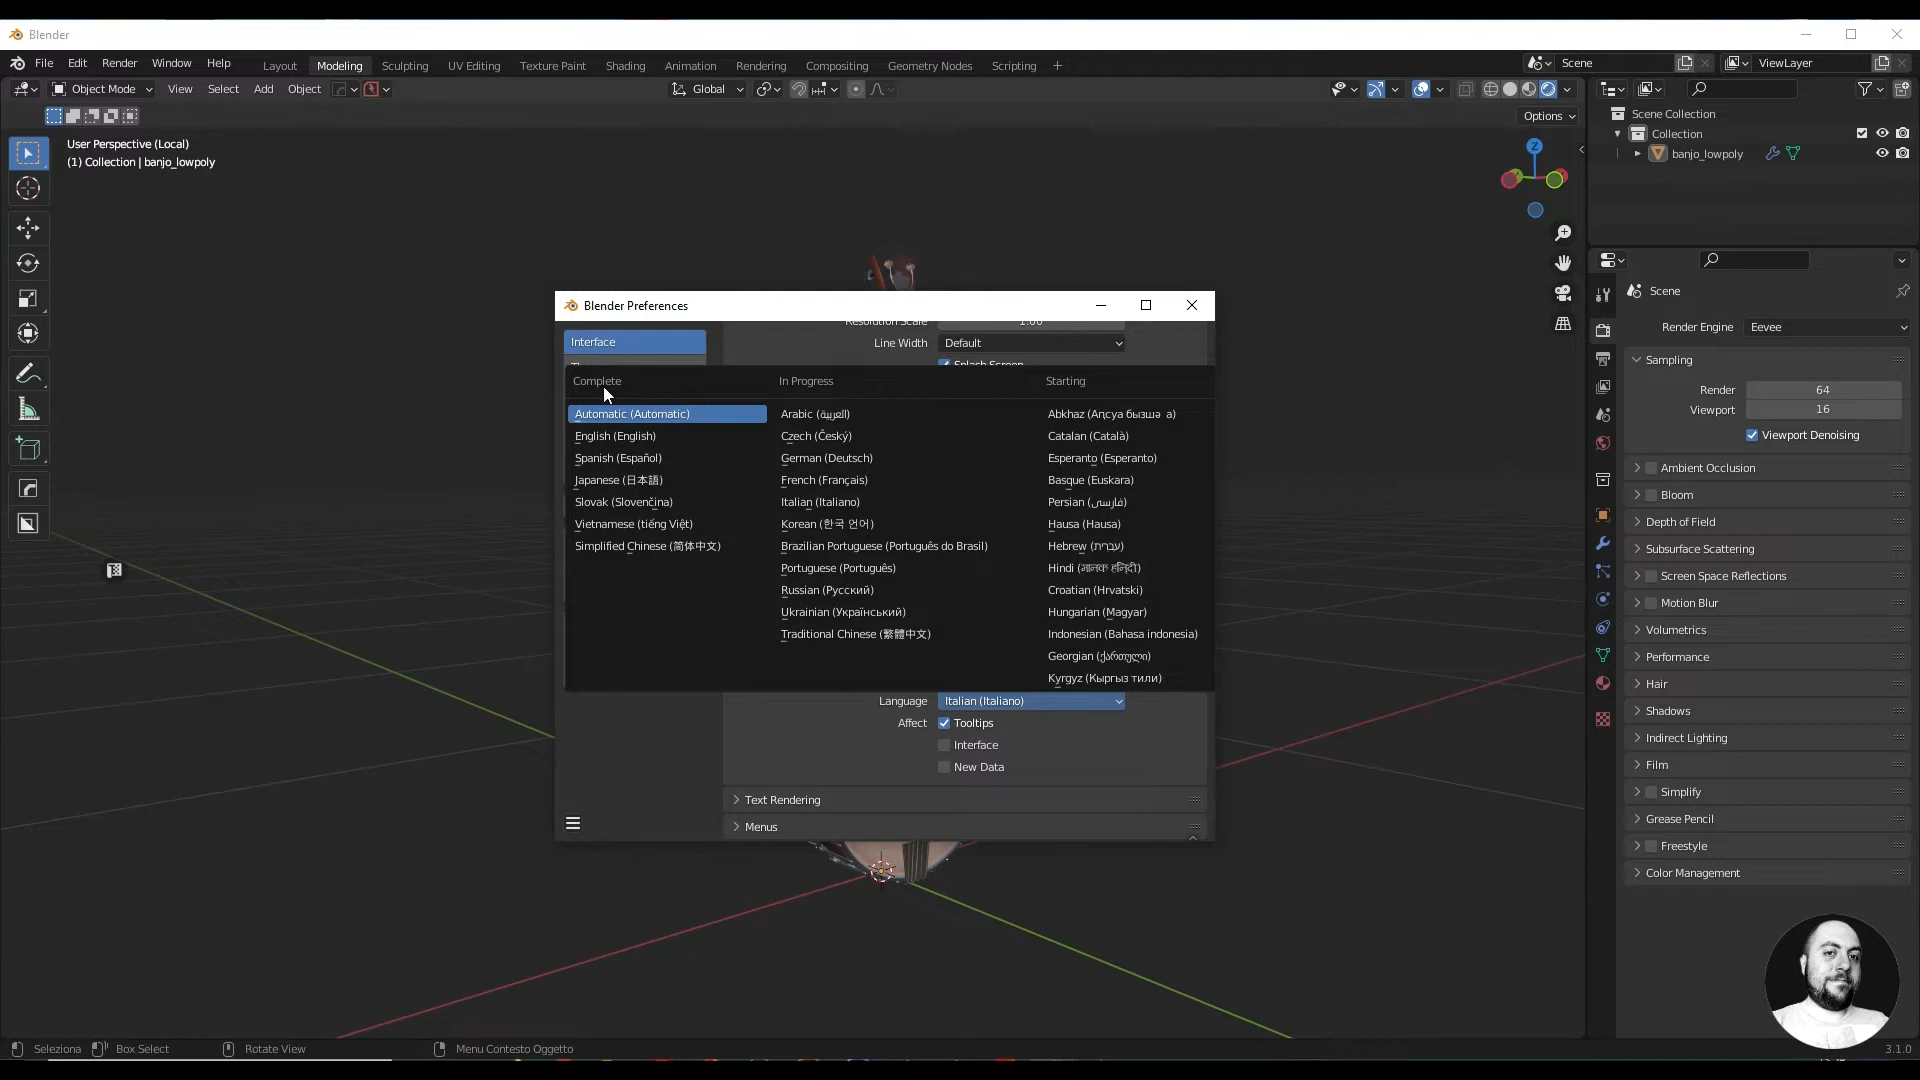 Blender
File Edit Render Window Help
Layout Modeling Sculpting UV Editing Texture Paint Shading Animation Rendering Compositing Geometry Nodes Scripting +
Scene
ViewLayer
Object Mode View Select Add Object
Global
Options
User Perspective (Local)
(1) Collection | banjo_lowpoly
Z
Scene Collection
Collection
banjo_lowpoly
Scene
Render Engine Eevee
Sampling
Render 64
Viewport 16
Viewport Denoising
Ambient Occlusion
Bloom
Depth of Field
Subsurface Scattering
Screen Space Reflections
Motion Blur
Volumetrics
Performance
Hair
Shadows
Indirect Lighting
Film
Simplify
Grease Pencil
Freestyle
Color Management
Blender Preferences
Interface
Resolution Scale 1.00
Line Width Default
Splash Screen
Complete
Automatic (Automatic)
English (English)
Spanish (Español)
Japanese (日本語)
Slovak (Slovenčina)
Vietnamese (tiếng Việt)
Simplified Chinese (简体中文)
In Progress
Arabic (العربية)
Czech (Český)
German (Deutsch)
French (Français)
Italian (Italiano)
Korean (한국 언어)
Brazilian Portuguese (Português do Brasil)
Portuguese (Português)
Russian (Русский)
Ukrainian (Український)
Traditional Chinese (繁體中文)
Starting
Abkhaz (Аԥсуа бызшәа)
Catalan (Català)
Esperanto (Esperanto)
Basque (Euskara)
Persian (فارسی)
Hausa (Hausa)
Hebrew (עברית)
Hindi (मानक हिन्दी)
Croatian (Hrvatski)
Hungarian (Magyar)
Indonesian (Bahasa indonesia)
Georgian (ქართული)
Kyrgyz (Кыргыз тили)
Language Italian (Italiano)
Affect Tooltips
Interface
New Data
Text Rendering
Menus
Seleziona Box Select Rotate View Menu Contesto Oggetto
3.1.0